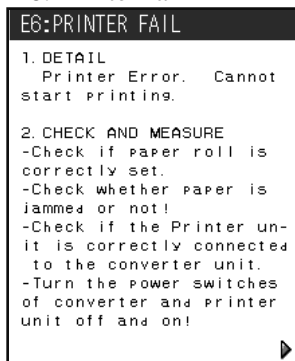 E6:PRINTER FAIL
1. DETAIL
Printer Error. Cannot
start Printing.
2. CHECK AND MEASURE
-Check if paper roll is
correctly set.
-Check whether paper is
jammed or not!
-Check if the Printer un-
it is correctly connected
to the converter unit.
-Turn the power switches
of converter and printer
unit off and on!